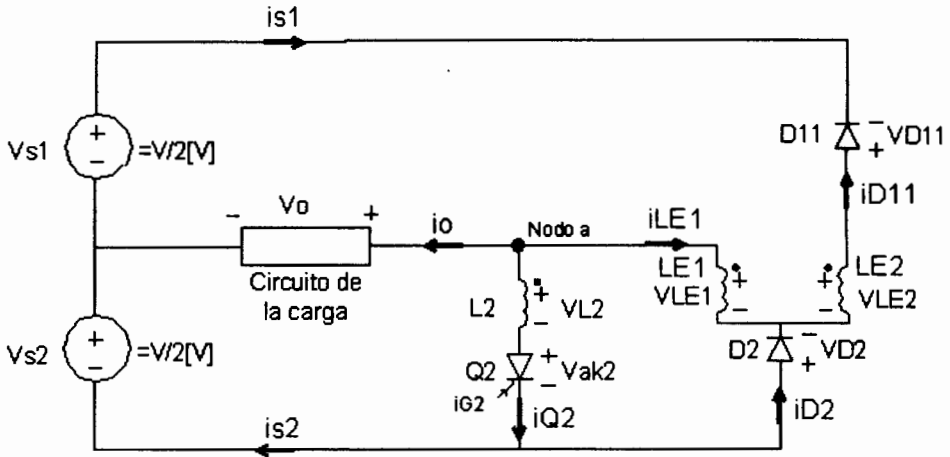 is1
Vs1
+
−
=V/2[V]
D11
−
+
VD11
iD11
−
Vo
+
io
Nodo a
iLE1
Circuito de
la carga
LE1
+
VLE1
−
LE2
+
VLE2
−
L2
+
VL2
−
Vs2
+
−
=V/2[V]
Q2
+
Vak2
−
iG2
iQ2
D2
−
VD2
+
iD2
is2